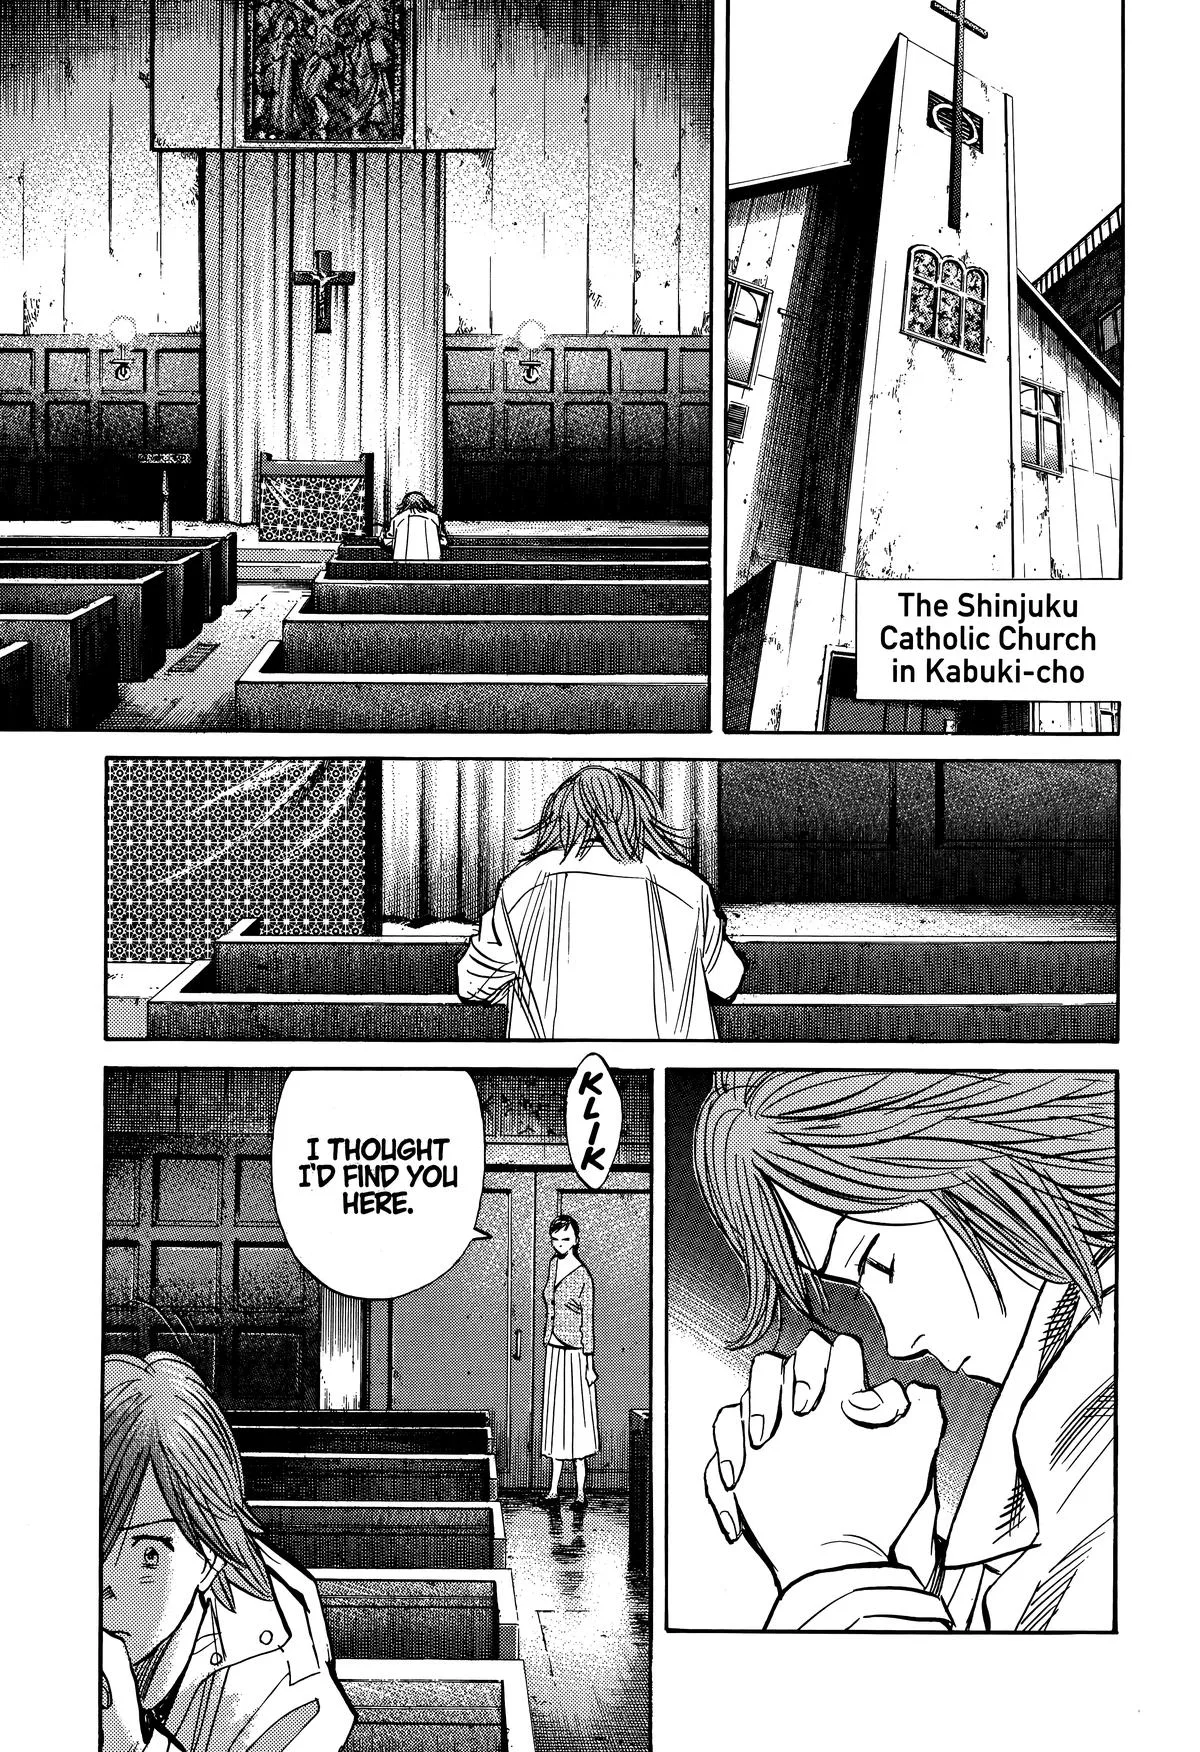 The Shinjuku
Catholic Church
in Kabuki-cho
KLIK
I THOUGHT
I'D FIND YOU
HERE.